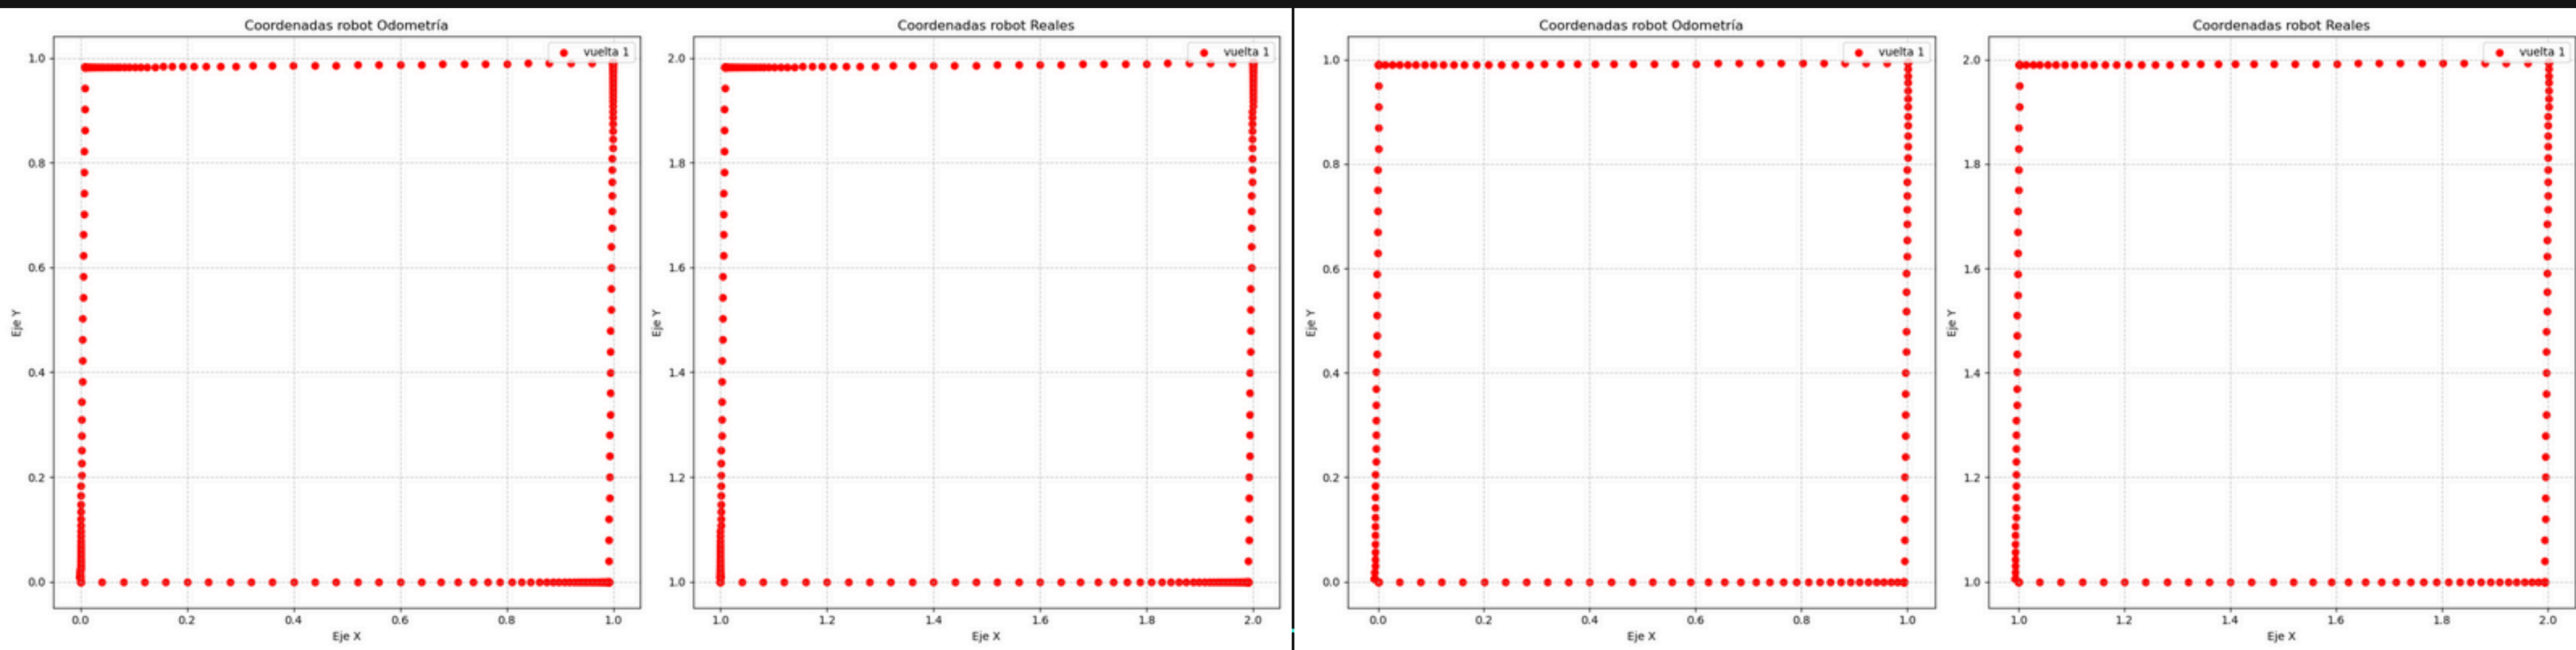 Coordenadas robot Odometría
vuelta 1
1.0
0.8
0.6
0.4
0.2
0.0
Eje Y
0.0 0.2 0.4 0.6 0.8 1.0
Eje X
Coordenadas robot Reales
vuelta 1
2.0
1.8
1.6
1.4
1.2
1.0
Eje Y
1.0 1.2 1.4 1.6 1.8 2.0
Eje X
Coordenadas robot Odometría
vuelta 1
1.0
0.8
0.6
0.4
0.2
0.0
Eje Y
0.0 0.2 0.4 0.6 0.8 1.0
Eje X
Coordenadas robot Reales
vuelta 1
2.0
1.8
1.6
1.4
1.2
1.0
Eje Y
1.0 1.2 1.4 1.6 1.8 2.0
Eje X